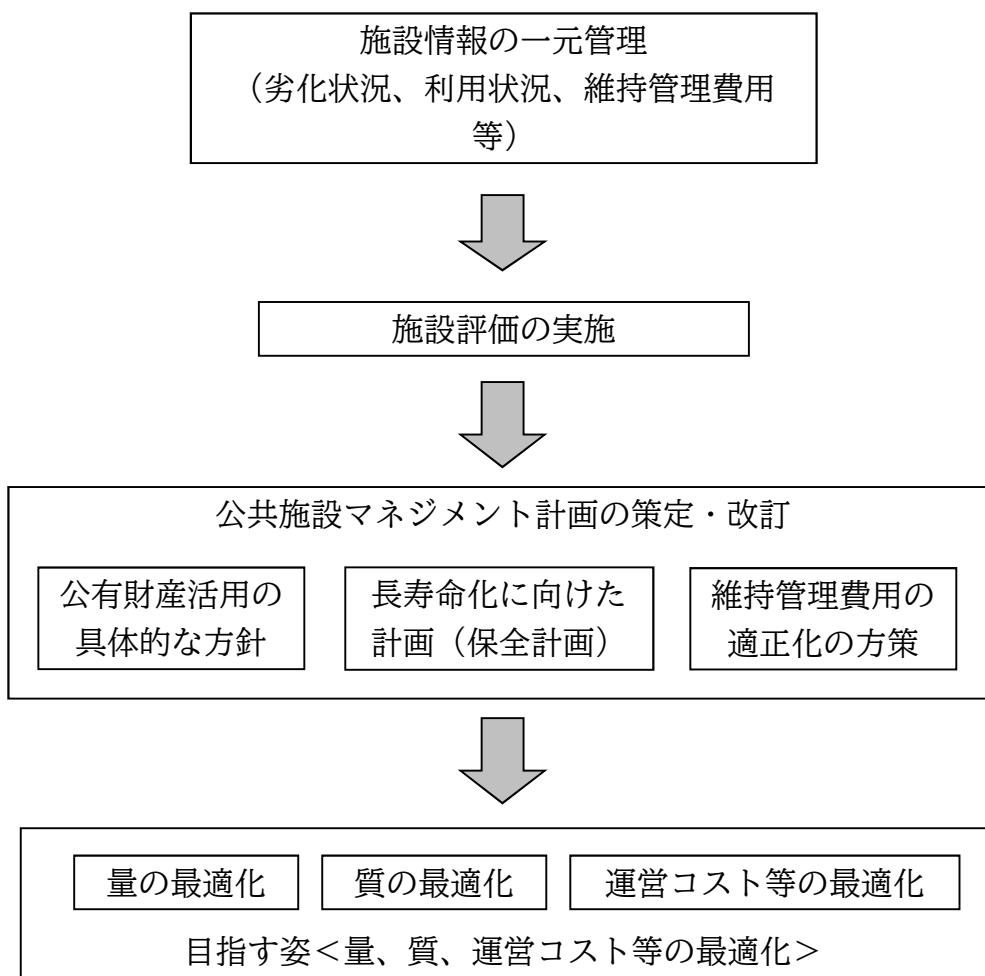 施設情報の一元管理
（劣化状況、利用状況、維持管理費用
等）
施設評価の実施
公共施設マネジメント計画の策定・改訂
公有財産活用の
具体的な方針
長寿命化に向けた
計画（保全計画）
維持管理費用の
適正化の方策
量の最適化
質の最適化
運営コスト等の最適化
目指す姿＜量、質、運営コスト等の最適化＞